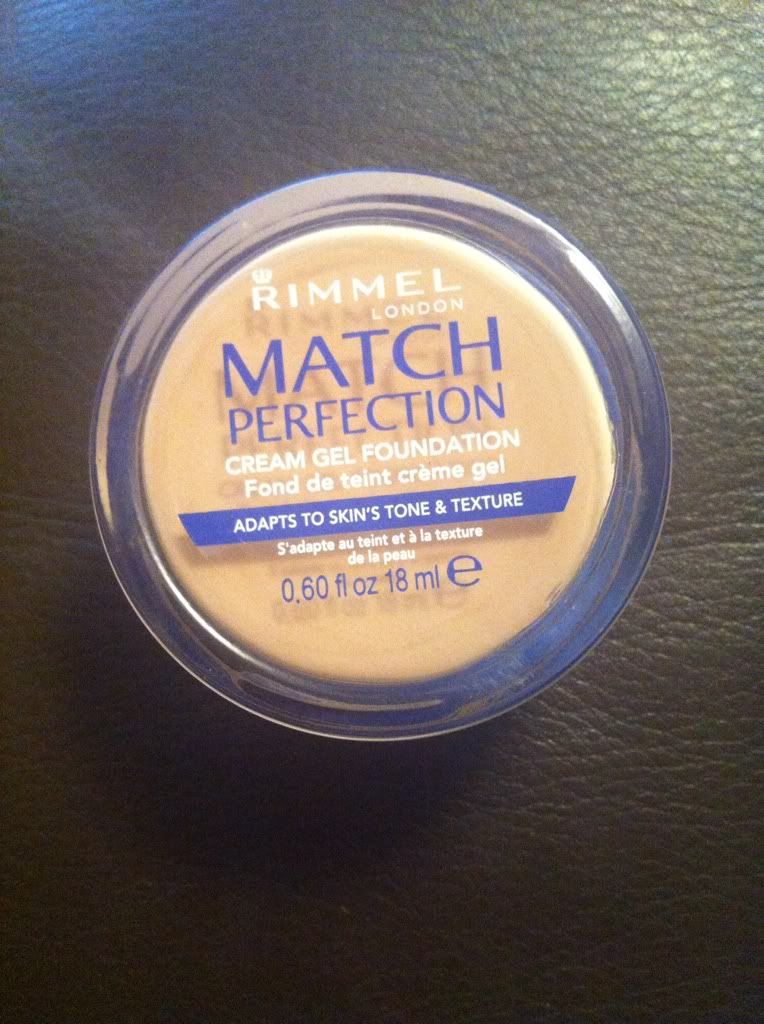 RIMMEL
LONDON
MATCH
PERFECTION
CREAM GEL FOUNDATION
Fond de teint crème gel
ADAPTS TO SKIN'S TONE & TEXTURE
S'adapte au teint et à la texture
de la peau
0.60 fl oz 18 ml ℮